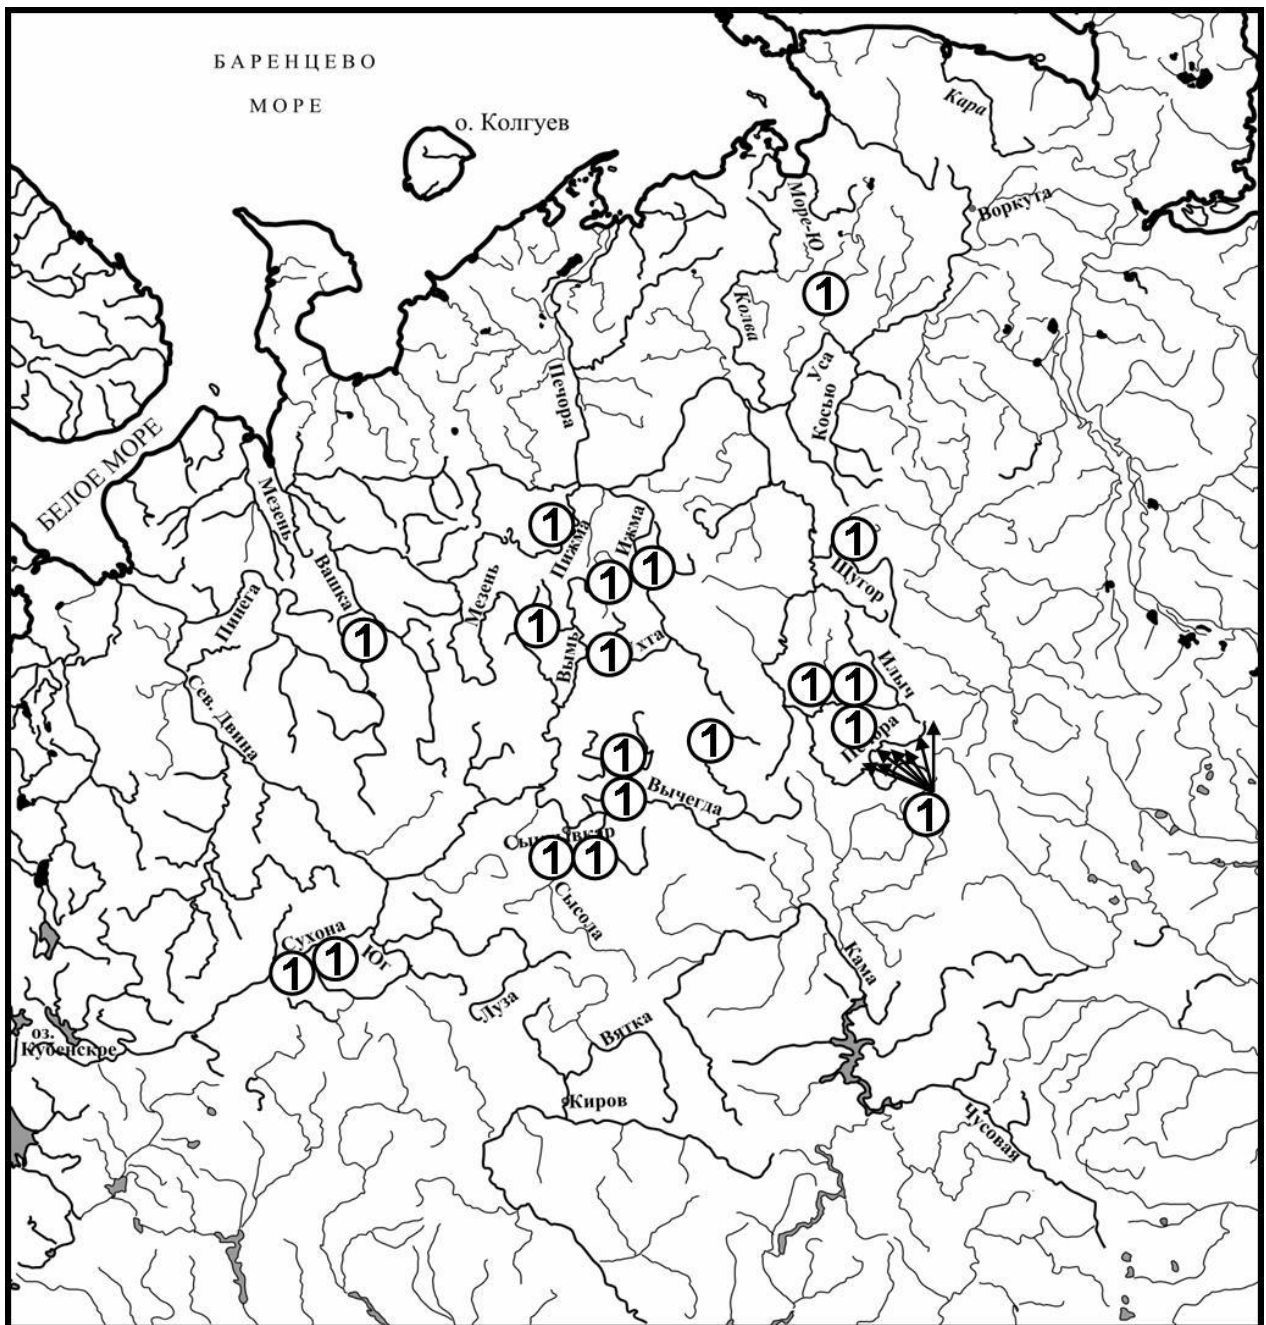 БАРЕНЦЕВО
МОРЕ
о. Колгуев
Кара
Воркута
Море-Ю
1
Колва
Уса
Косью
Печора
БЕЛОЕ МОРЕ
Мезень
Вашка
Пижма
Ижма
1
1
1
1
Щугор
Мезень
Пинега
1
1
Вымь
1
хта
Илыч
1
1
1
Печора
Сев. Двина
1
1
1
Вычегда
1
1
1
Сысола
Сухона
1
1
Юг
Кама
Луза
Вятка
оз.
Кубенское
Киров
Чусовая